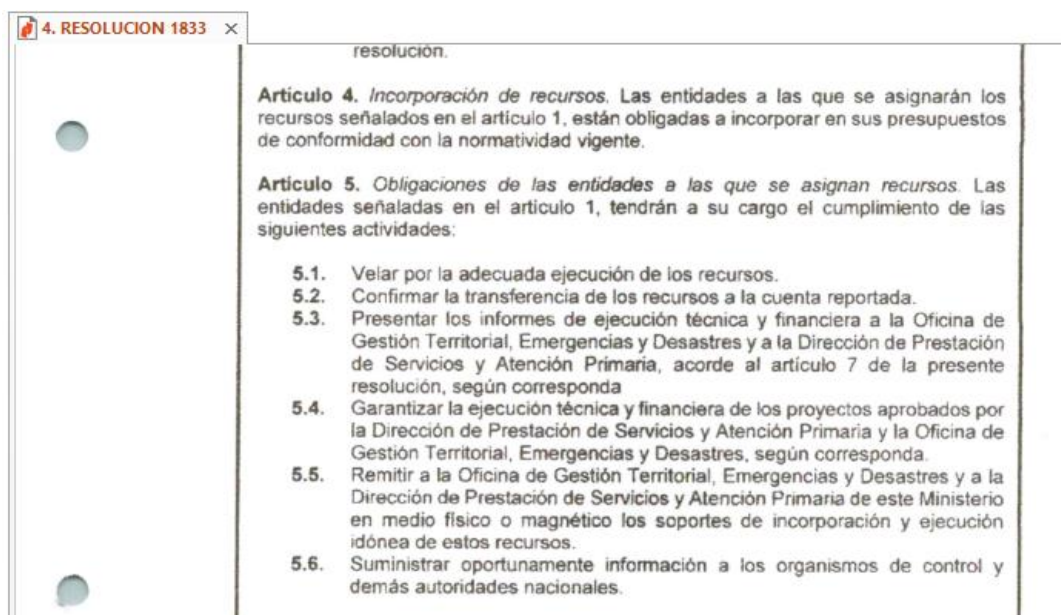 4. RESOLUCION 1833
resolución.
Artículo 4. Incorporación de recursos. Las entidades a las que se asignarán los
recursos señalados en el artículo 1, están obligadas a incorporar en sus presupuestos
de conformidad con la normatividad vigente.
Artículo 5. Obligaciones de las entidades a las que se asignan recursos. Las
entidades señaladas en el artículo 1, tendrán a su cargo el cumplimiento de las
siguientes actividades:
5.1. Velar por la adecuada ejecución de los recursos.
5.2. Confirmar la transferencia de los recursos a la cuenta reportada.
5.3. Presentar los informes de ejecución técnica y financiera a la Oficina de
Gestión Territorial, Emergencias y Desastres y a la Dirección de Prestación
de Servicios y Atención Primaria, acorde al artículo 7 de la presente
resolución, según corresponda
5.4. Garantizar la ejecución técnica y financiera de los proyectos aprobados por
la Dirección de Prestación de Servicios y Atención Primaria y la Oficina de
Gestión Territorial, Emergencias y Desastres, según corresponda.
5.5. Remitir a la Oficina de Gestión Territorial, Emergencias y Desastres y a la
Dirección de Prestación de Servicios y Atención Primaria de este Ministerio
en medio físico o magnético los soportes de incorporación y ejecución
idónea de estos recursos.
5.6. Suministrar oportunamente información a los organismos de control y
demás autoridades nacionales.